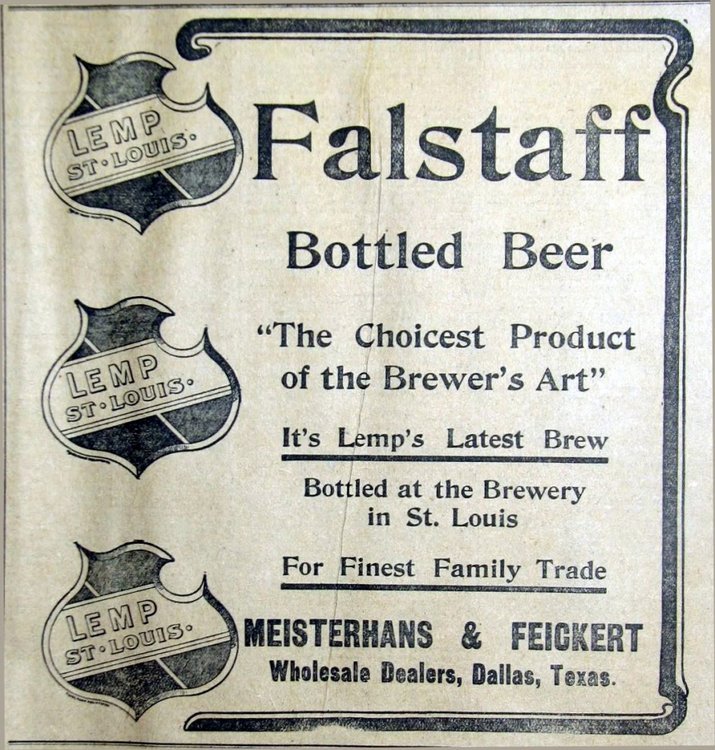 LEMP
ST·LOUIS·
Falstaff
Bottled Beer
LEMP
ST·LOUIS·
"The Choicest Product
of the Brewer's Art"
It's Lemp's Latest Brew
Bottled at the Brewery
in St. Louis
For Finest Family Trade
LEMP
ST·LOUIS·
MEISTERHANS & FEICKERT
Wholesale Dealers, Dallas, Texas.